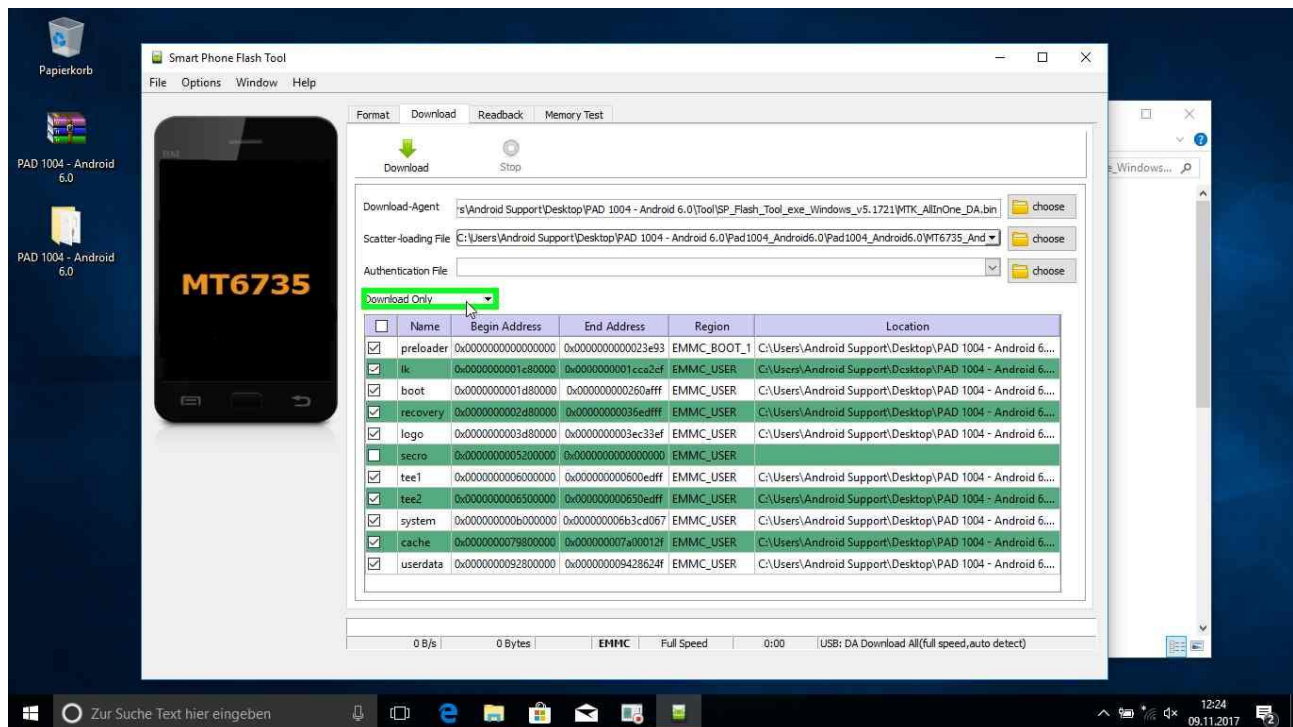 Papierkorb
PAD 1004 - Android
6.0
PAD 1004 - Android
6.0
Smart Phone Flash Tool
File Options Window Help
BM
MT6735
Format Download Readback Memory Test
Download Stop
Download-Agent s\Android Support\Desktop\PAD 1004 - Android 6.0\Tool\SP_Flash_Tool_exe_Windows_v5.1721\MTK_AllInOne_DA.bin choose
Scatter-loading File C:\Users\Android Support\Desktop\PAD 1004 - Android 6.0\Pad1004_Android6.0\Pad1004_Android6.0\MT6735_And choose
Authentication File choose
Download Only
Name Begin Address End Address Region Location
preloader 0x0000000000000000 0x0000000000023e93 EMMC_BOOT_1 C:\Users\Android Support\Desktop\PAD 1004 - Android 6....
lk 0x0000000001c80000 0x0000000001cca2cf EMMC_USER C:\Users\Android Support\Desktop\PAD 1004 - Android 6....
boot 0x0000000001d80000 0x000000000260afff EMMC_USER C:\Users\Android Support\Desktop\PAD 1004 - Android 6....
recovery 0x0000000002d80000 0x00000000036edfff EMMC_USER C:\Users\Android Support\Desktop\PAD 1004 - Android 6....
logo 0x0000000003d80000 0x0000000003ec33ef EMMC_USER C:\Users\Android Support\Desktop\PAD 1004 - Android 6....
secro 0x0000000005200000 0x0000000000000000 EMMC_USER
tee1 0x0000000006000000 0x000000000600edff EMMC_USER C:\Users\Android Support\Desktop\PAD 1004 - Android 6....
tee2 0x0000000006500000 0x000000000650edff EMMC_USER C:\Users\Android Support\Desktop\PAD 1004 - Android 6....
system 0x000000000b000000 0x000000006b3cd067 EMMC_USER C:\Users\Android Support\Desktop\PAD 1004 - Android 6....
cache 0x0000000079800000 0x000000007a00012f EMMC_USER C:\Users\Android Support\Desktop\PAD 1004 - Android 6....
userdata 0x0000000092800000 0x000000009428624f EMMC_USER C:\Users\Android Support\Desktop\PAD 1004 - Android 6....
0 B/s 0 Bytes EMMC Full Speed 0:00 USB: DA Download All(full speed,auto detect)
e_Windows...
Zur Suche Text hier eingeben
12:24
09.11.2017
2